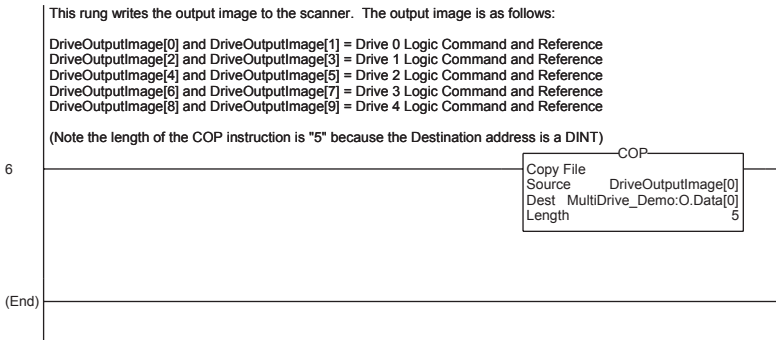 This rung writes the output image to the scanner. The output image is as follows:
DriveOutputImage[0] and DriveOutputImage[1] = Drive 0 Logic Command and Reference
DriveOutputImage[2] and DriveOutputImage[3] = Drive 1 Logic Command and Reference
DriveOutputImage[4] and DriveOutputImage[5] = Drive 2 Logic Command and Reference
DriveOutputImage[6] and DriveOutputImage[7] = Drive 3 Logic Command and Reference
DriveOutputImage[8] and DriveOutputImage[9] = Drive 4 Logic Command and Reference
(Note the length of the COP instruction is "5" because the Destination address is a DINT)
COP
6
Copy File
Source DriveOutputImage[0]
Dest MultiDrive_Demo:O.Data[0]
Length 5
(End)